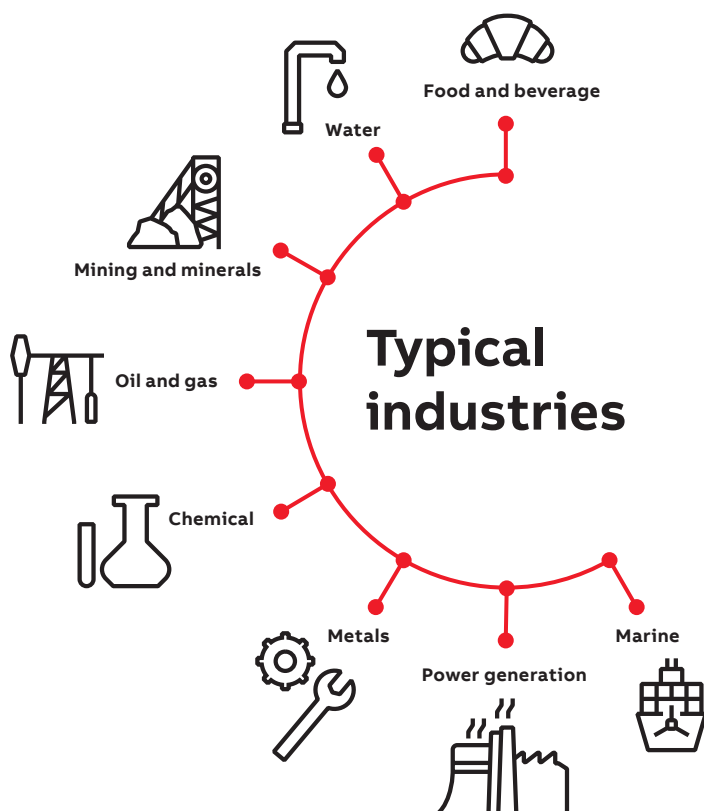 Food and beverage
Water
Mining and minerals
Typical
industries
Oil and gas
Chemical
Metals
Marine
Power generation